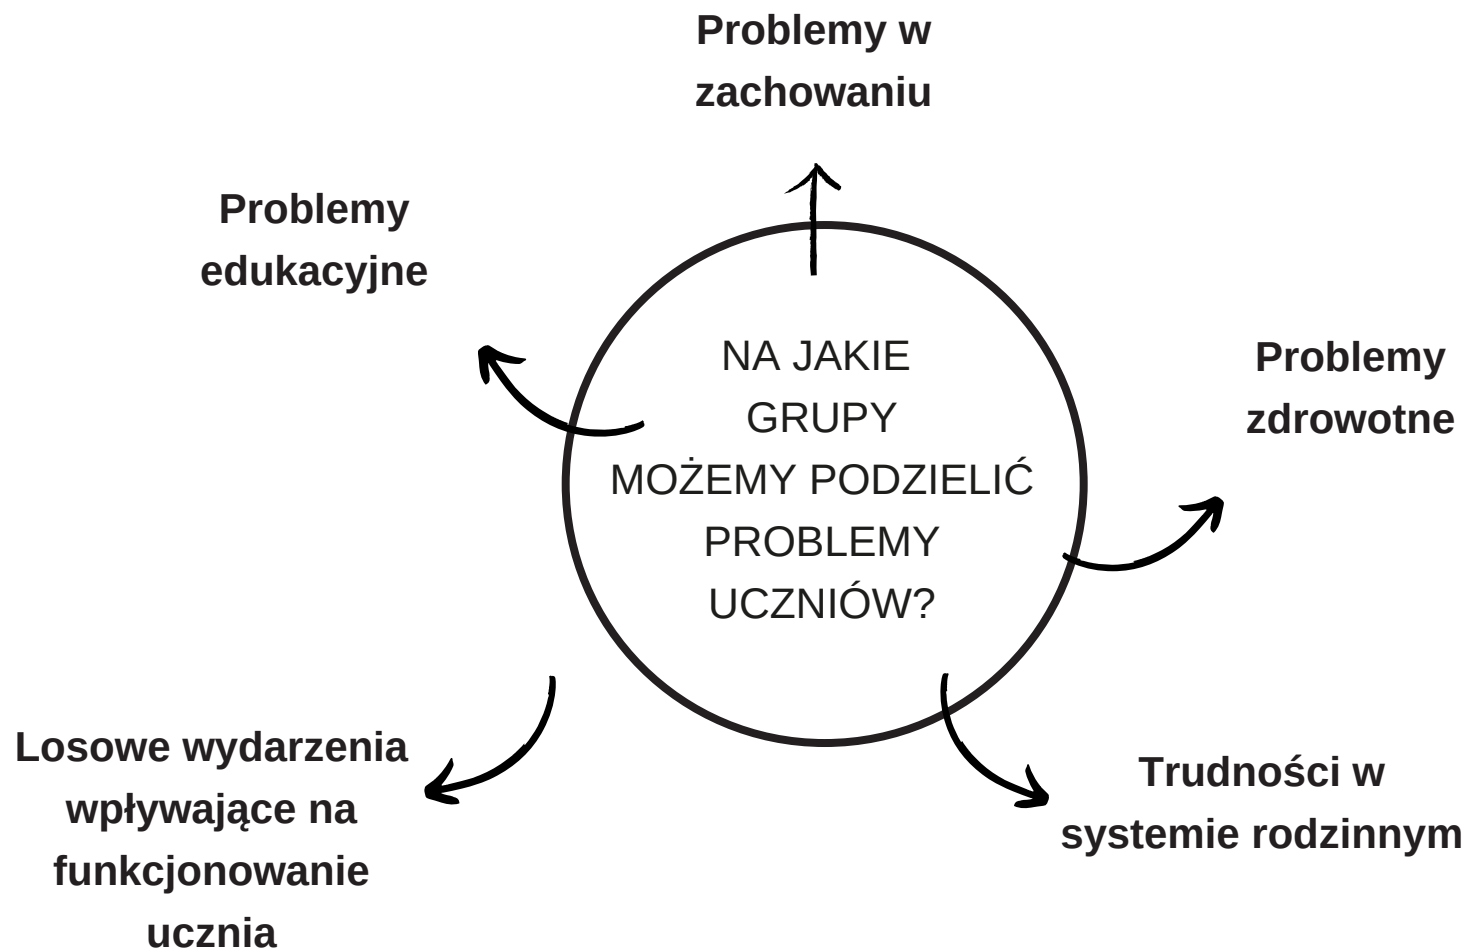 Problemy w
zachowaniu
Problemy
edukacyjne
NA JAKIE
GRUPY
MOŻEMY PODZIELIĆ
PROBLEMY
UCZNIÓW?
Problemy
zdrowotne
Losowe wydarzenia
wpływające na
funkcjonowanie
ucznia
Trudności w
systemie rodzinnym